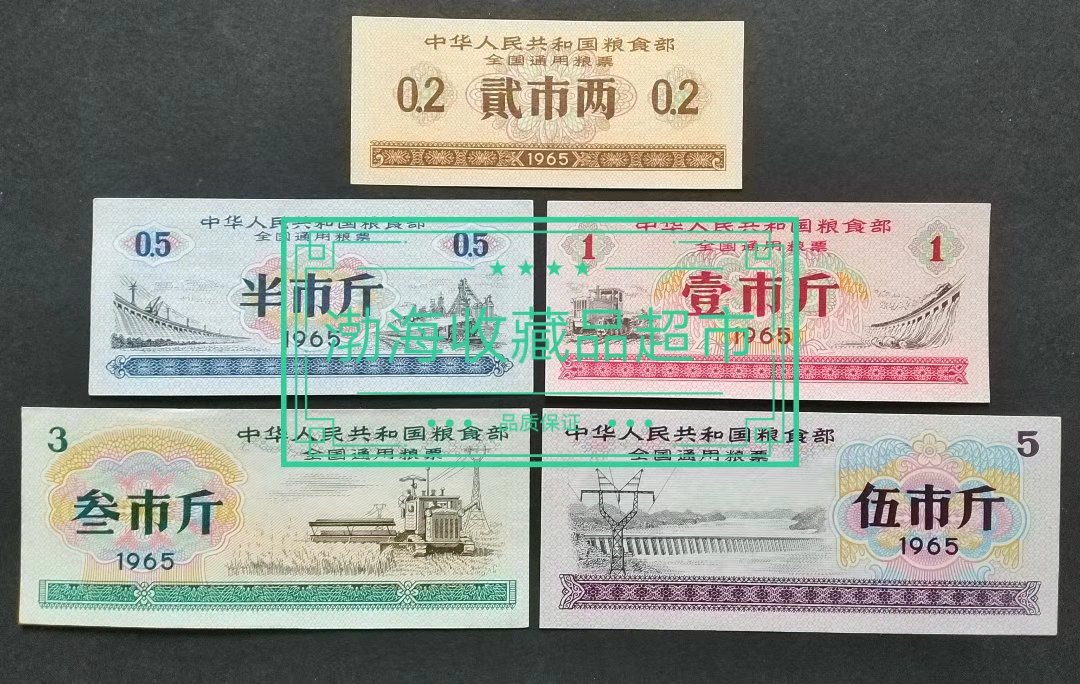 中华人民共和国粮食部
全国通用粮票
0.2 貳市两 0.2
1965
中华人民共和国粮食部
0.5 全国通用粮票 0.5
半市斤
1965
中华人民共和国粮食部
1 全国通用粮票 1
壹市斤
1965
渤海收藏品超市
品质保证
3 中华人民共和国粮食部
全国通用粮票
叁市斤
1965
中华人民共和国粮食部 5
全国通用粮票
伍市斤
1965